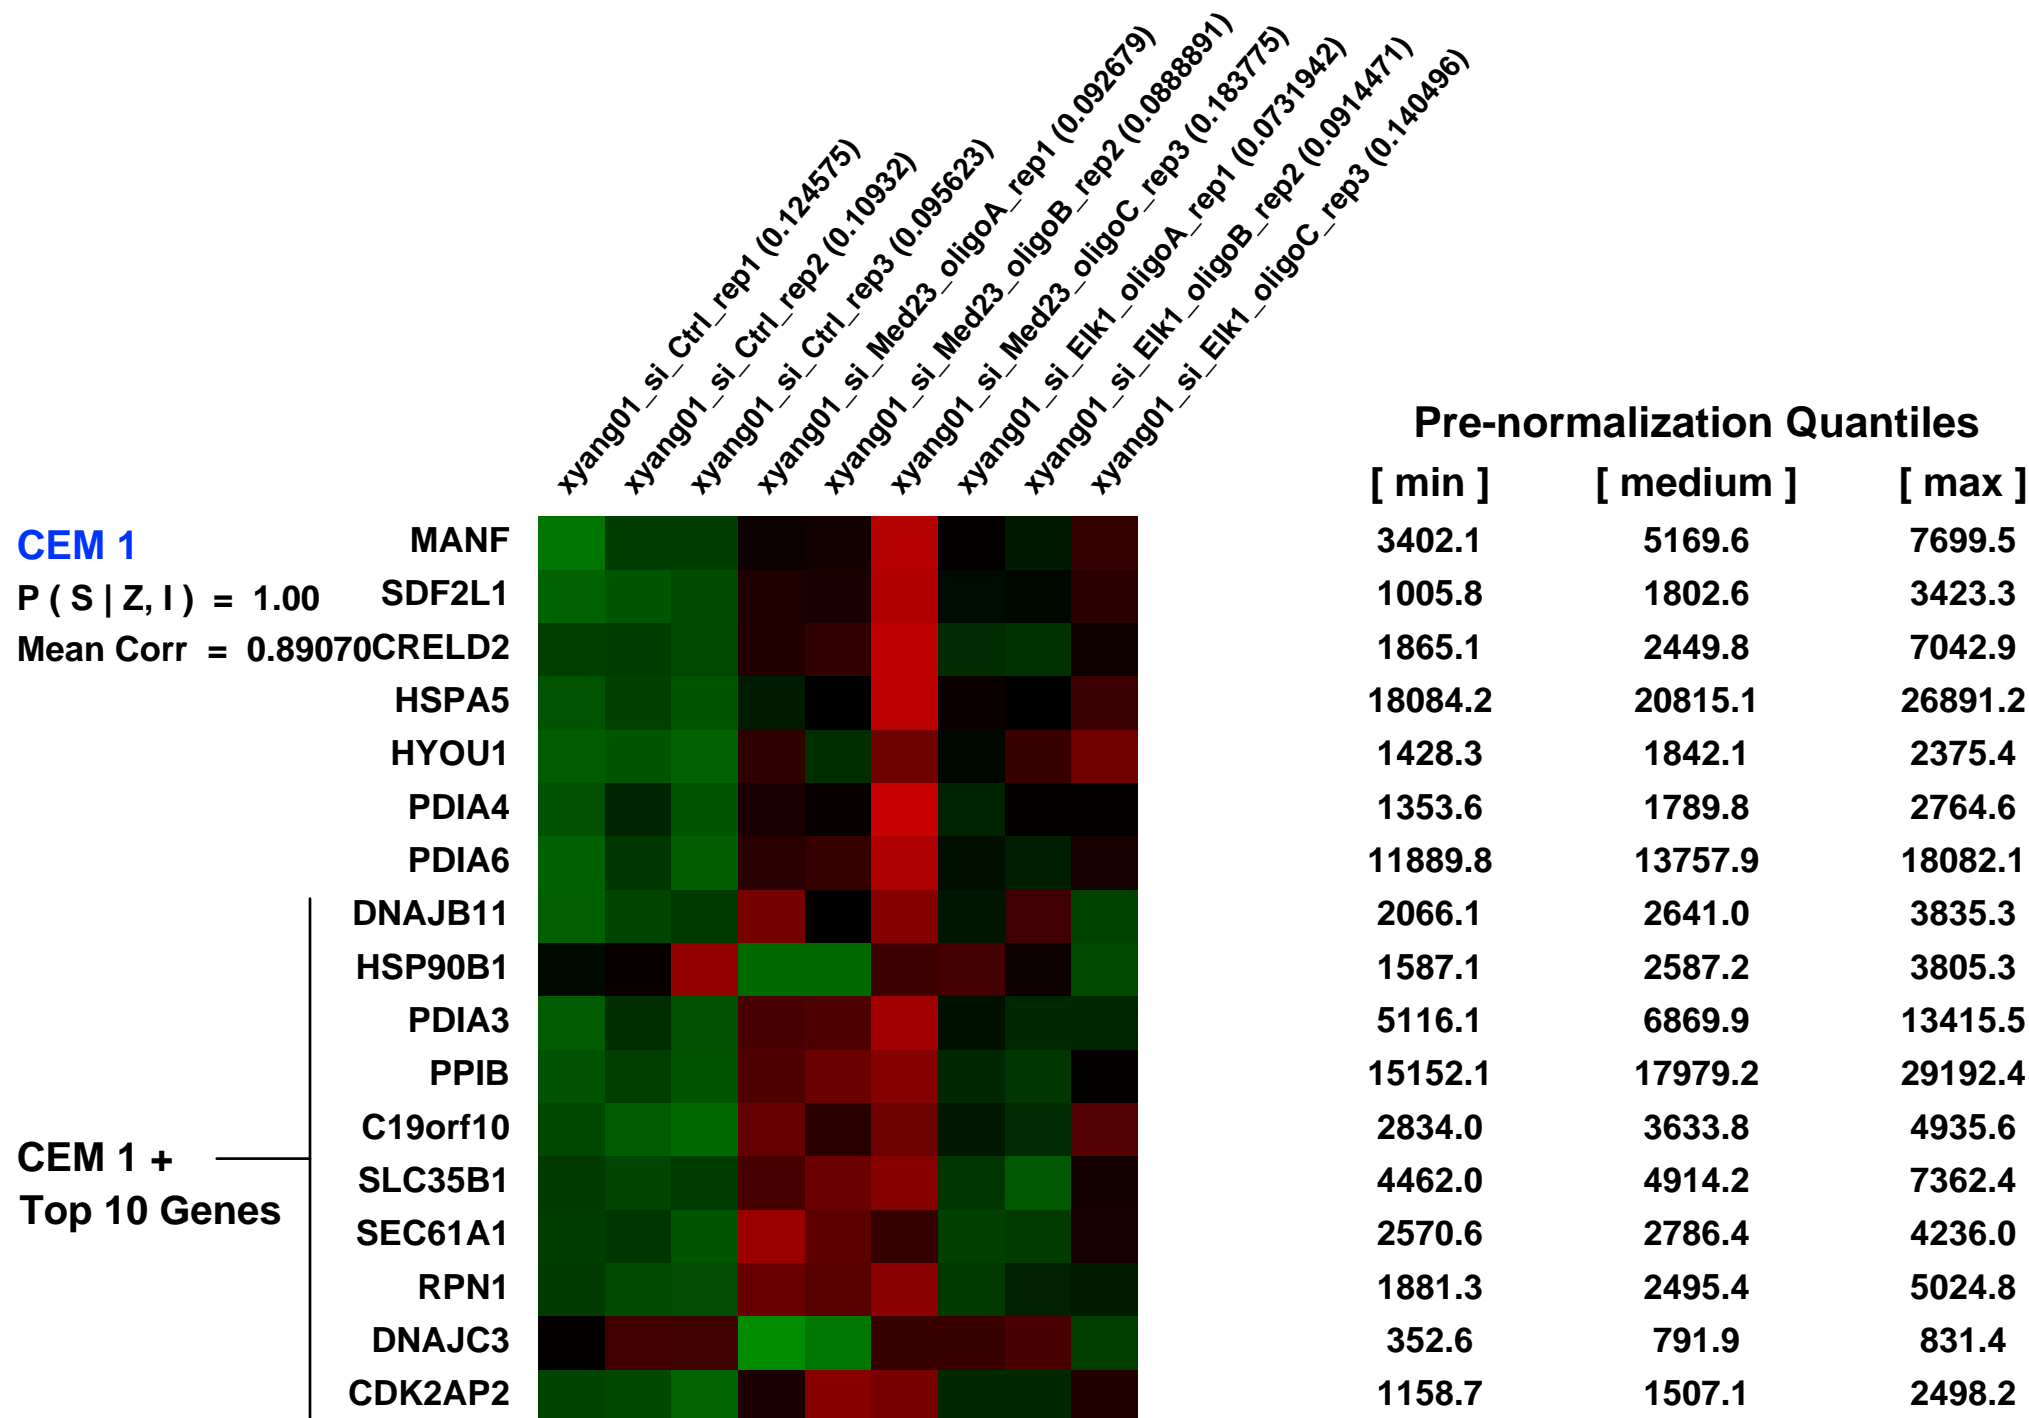 xyang01_si_Ctrl_rep1 (0.124575)
xyang01_si_Ctrl_rep2 (0.10932)
xyang01_si_Ctrl_rep3 (0.095623)
xyang01_si_Med23_oligoA_rep1 (0.092679)
xyang01_si_Med23_oligoB_rep2 (0.0888891)
xyang01_si_Med23_oligoC_rep3 (0.183775)
xyang01_si_Elk1_oligoA_rep1 (0.0731942)
xyang01_si_Elk1_oligoB_rep2 (0.0914471)
xyang01_si_Elk1_oligoC_rep3 (0.140496)
Pre-normalization Quantiles
[ min ] [ medium ] [ max ]
CEM 1
P ( S | Z, I ) = 1.00
Mean Corr = 0.89070
MANF 3402.1 5169.6 7699.5
SDF2L1 1005.8 1802.6 3423.3
CRELD2 1865.1 2449.8 7042.9
HSPA5 18084.2 20815.1 26891.2
HYOU1 1428.3 1842.1 2375.4
PDIA4 1353.6 1789.8 2764.6
PDIA6 11889.8 13757.9 18082.1
DNAJB11 2066.1 2641.0 3835.3
HSP90B1 1587.1 2587.2 3805.3
PDIA3 5116.1 6869.9 13415.5
PPIB 15152.1 17979.2 29192.4
C19orf10 2834.0 3633.8 4935.6
SLC35B1 4462.0 4914.2 7362.4
SEC61A1 2570.6 2786.4 4236.0
RPN1 1881.3 2495.4 5024.8
DNAJC3 352.6 791.9 831.4
CDK2AP2 1158.7 1507.1 2498.2
CEM 1 +
Top 10 Genes